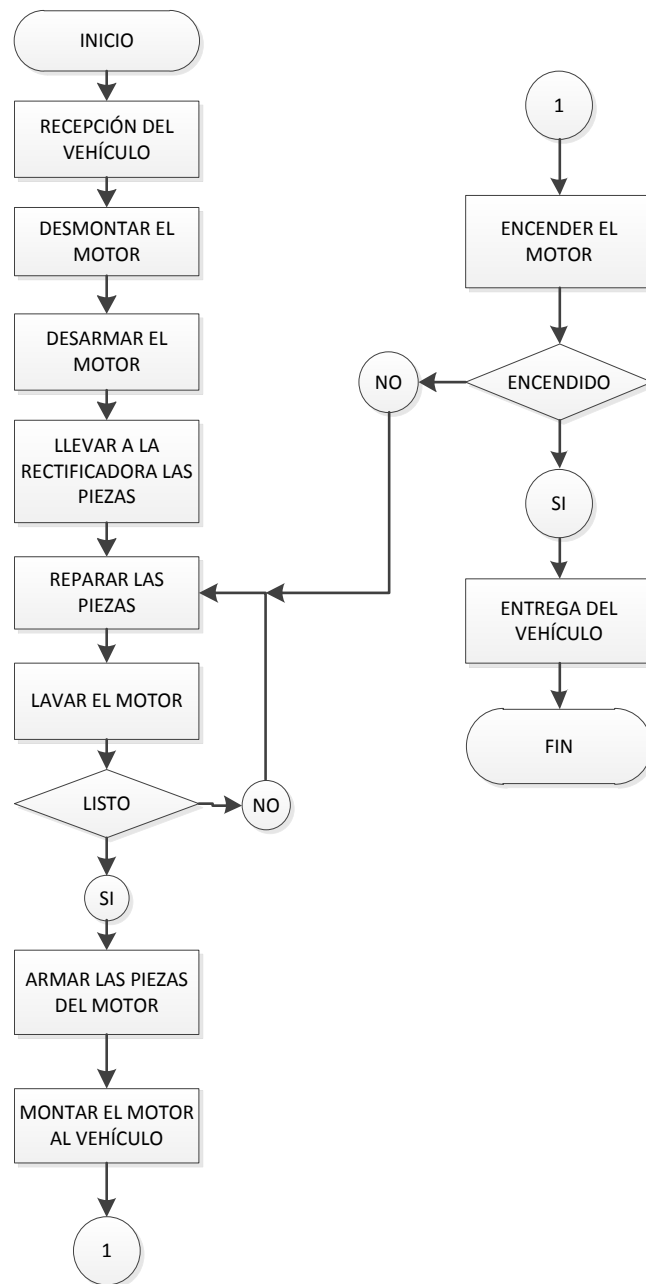 INICIO
RECEPCIÓN DEL
VEHÍCULO
DESMONTAR EL
MOTOR
DESARMAR EL
MOTOR
LLEVAR A LA
RECTIFICADORA LAS
PIEZAS
REPARAR LAS
PIEZAS
LAVAR EL MOTOR
LISTO
NO
SI
ARMAR LAS PIEZAS
DEL MOTOR
MONTAR EL MOTOR
AL VEHÍCULO
1
1
ENCENDER EL
MOTOR
ENCENDIDO
NO
SI
ENTREGA DEL
VEHÍCULO
FIN